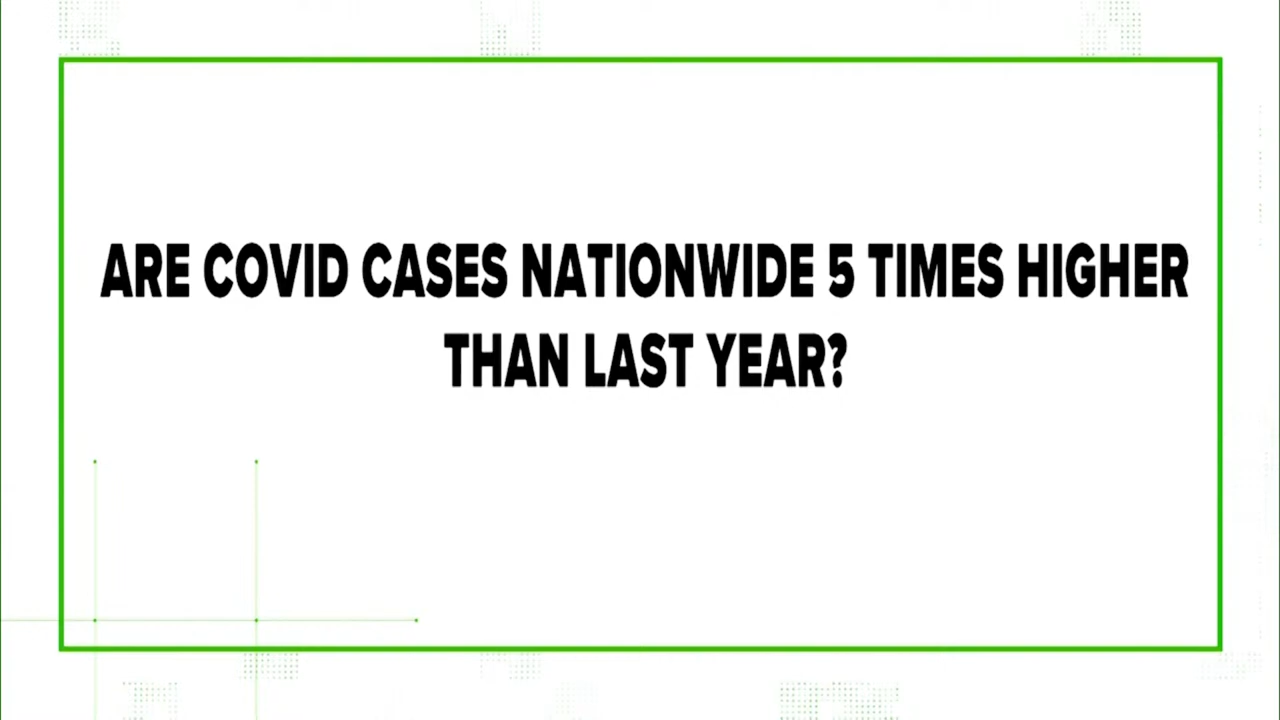 ARE COVID CASES NATIONWIDE 5 TIMES HIGHER
THAN LAST YEAR?